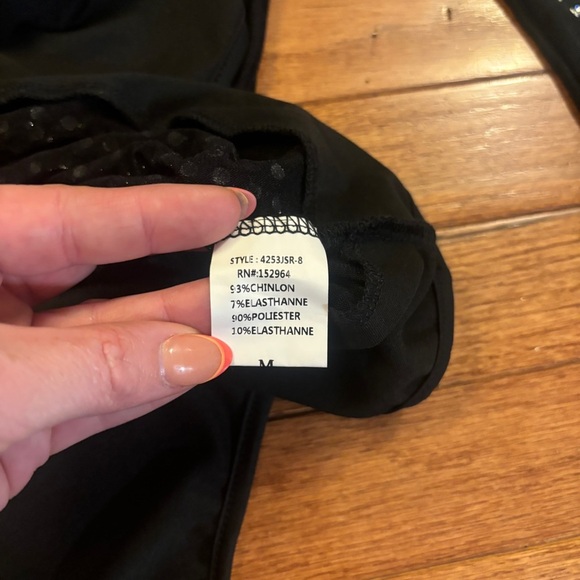 STYLE : 4253JSR-8
RN#:152964
93%CHINLON
7%ELASTHANNE
90%POLIESTER
10%ELASTHANNE
M